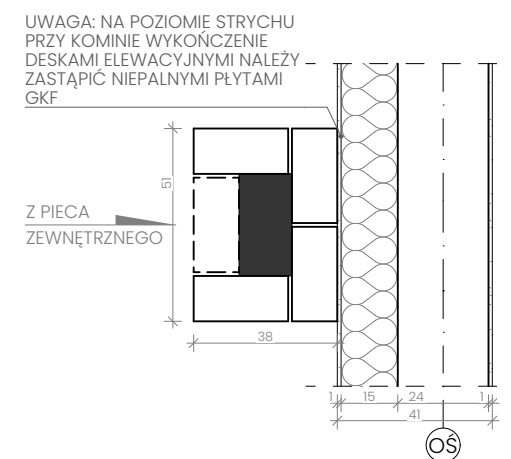 UWAGA: NA POZIOMIE STRYCHU
PRZY KOMINIE WYKOŃCZENIE
DESKAMI ELEWACYJNYMI NALEŻY
ZASTĄPIĆ NIEPALNYMI PŁYTAMI
GKF
51
Z PIECA
ZEWNĘTRZNEGO
38
1 15 24 1
41
OŚ